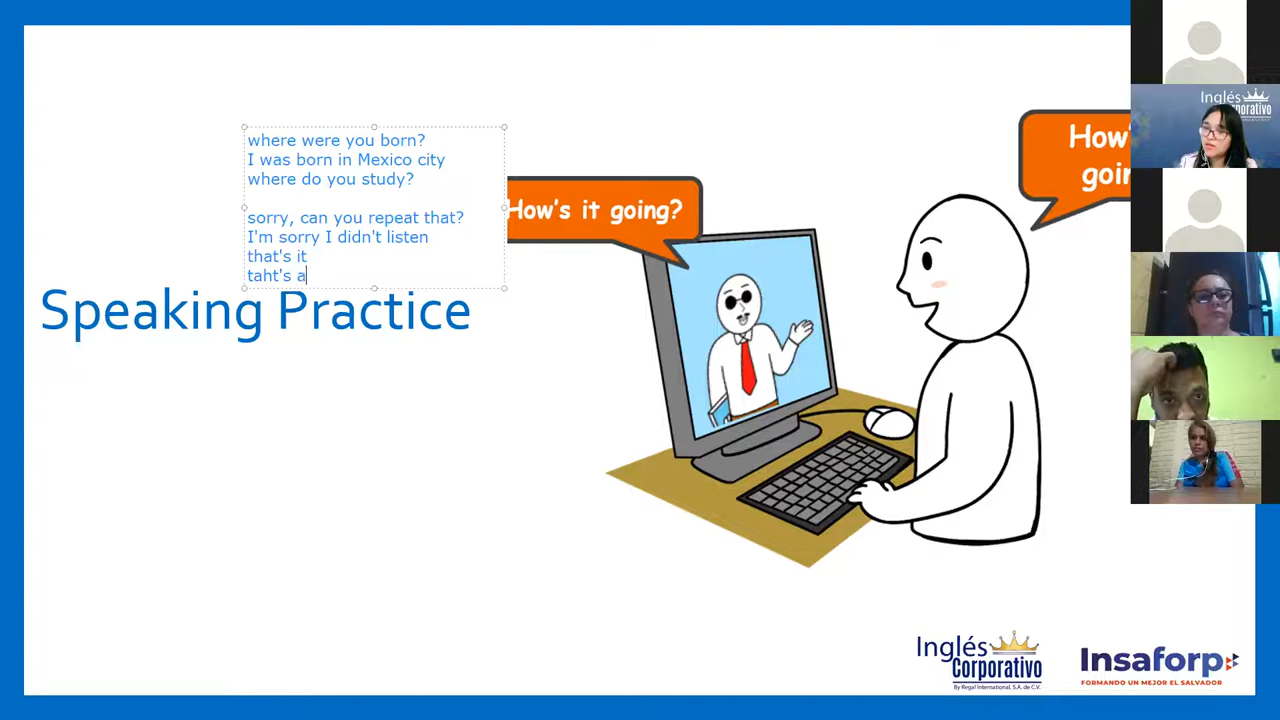 Inglés
Corporativo
How's
going
where were you born?
I was born in Mexico city
where do you study?
sorry, can you repeat that?
I'm sorry I didn't listen
that's it
taht's a
How's it going?
Speaking Practice
Inglés
Corporativo
By Regal International, S.A. de C.V.
Insaforp
FORMANDO UN MEJOR EL SALVADOR